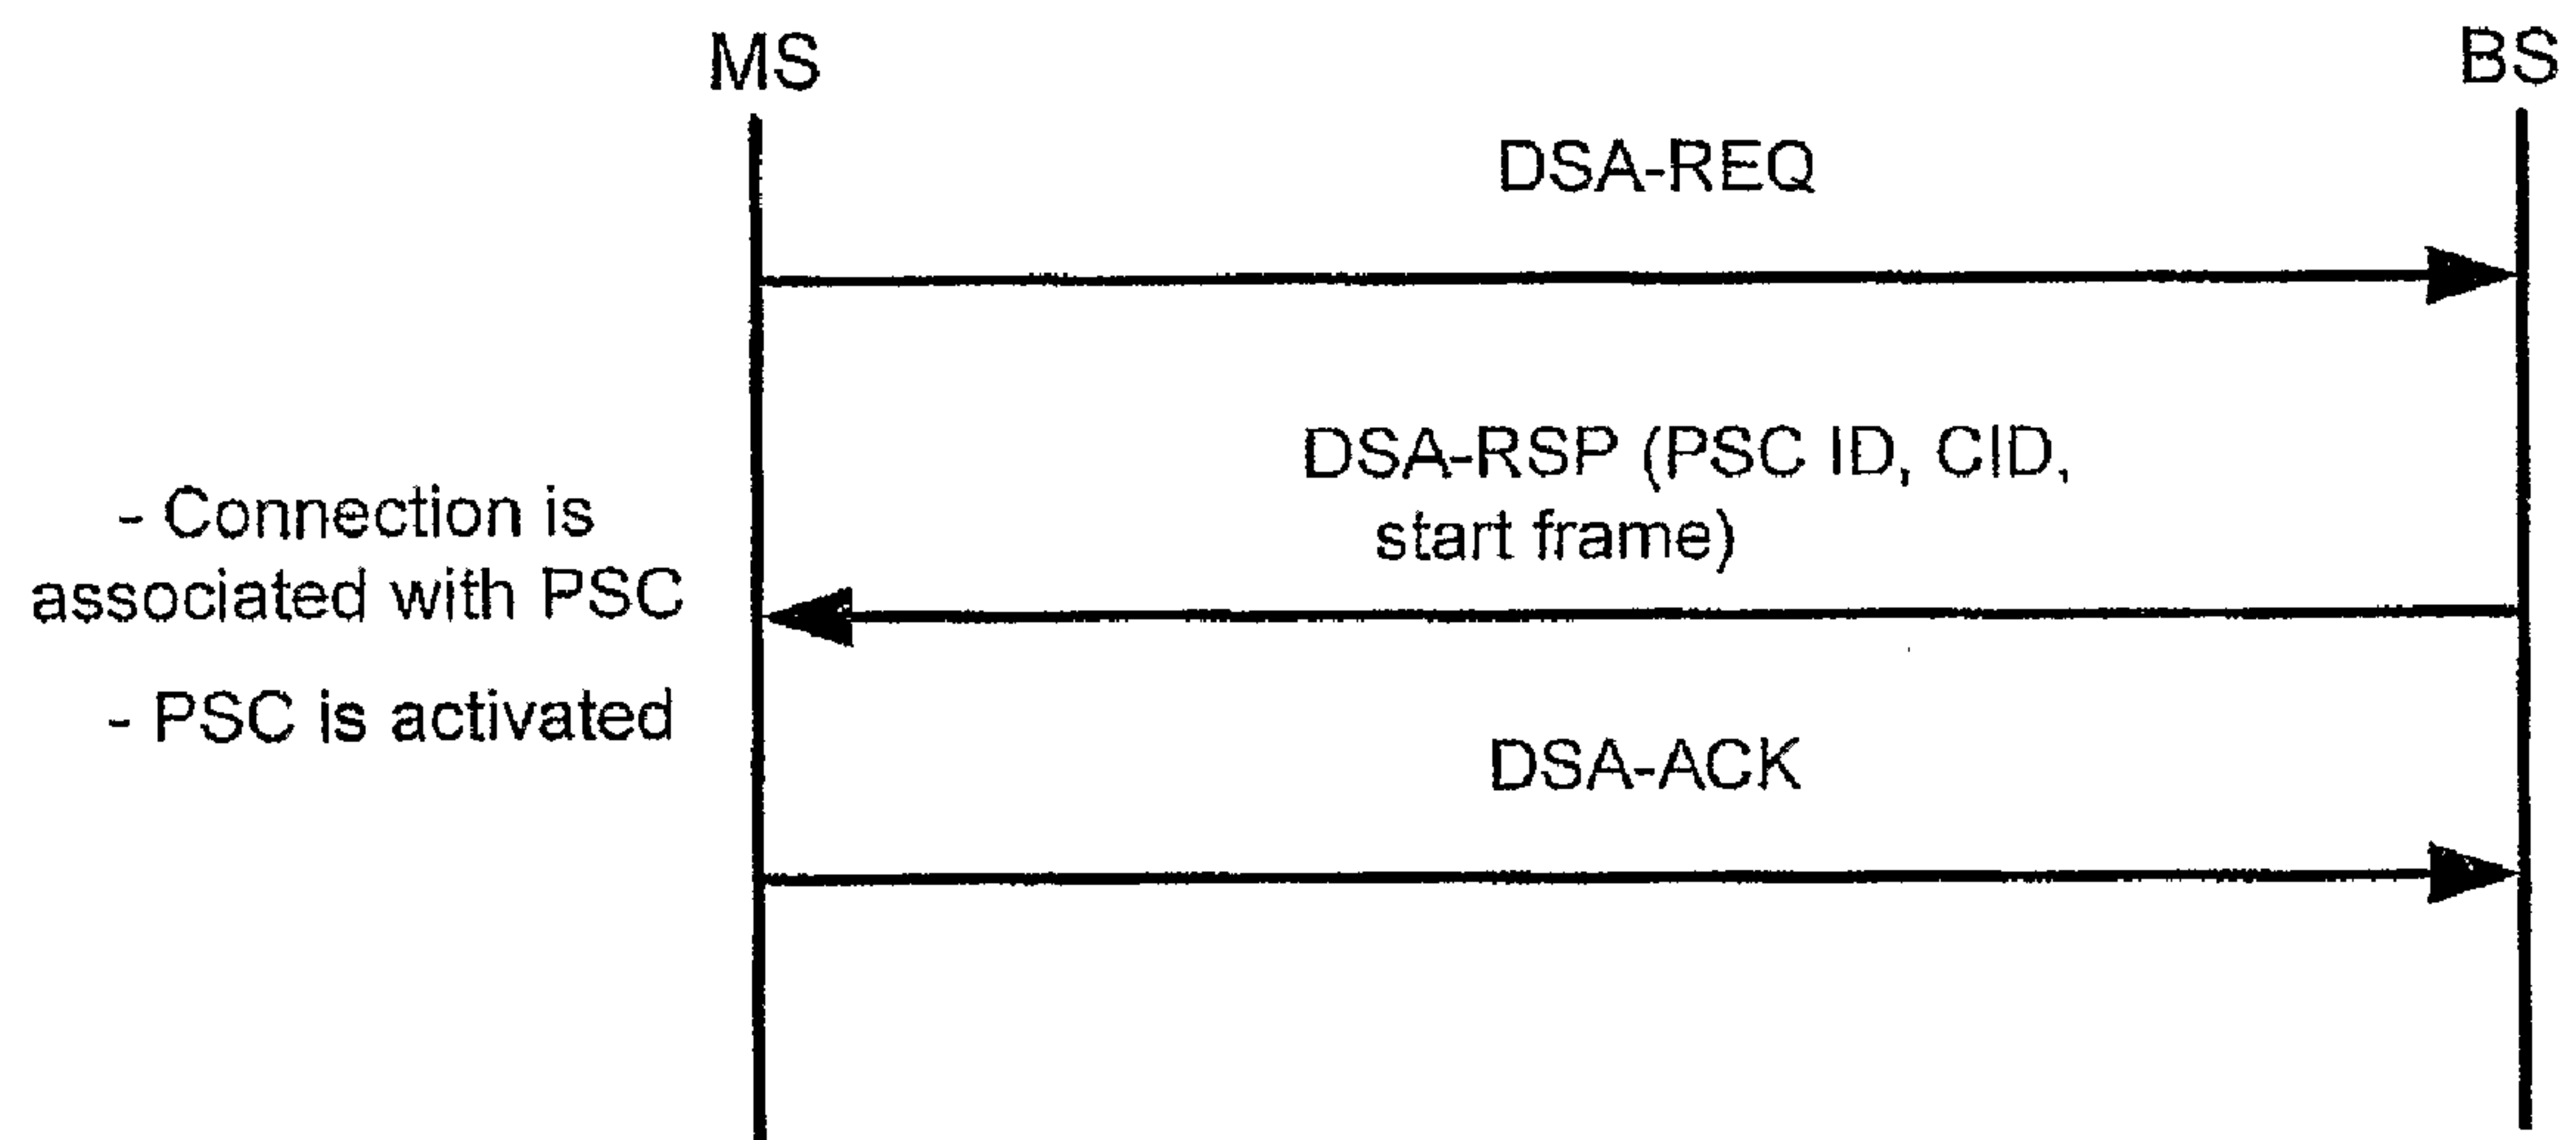 MS
BS
DSA-REQ
DSA-RSP (PSC ID, CID,
start frame)
- Connection is
associated with PSC
- PSC is activated
DSA-ACK